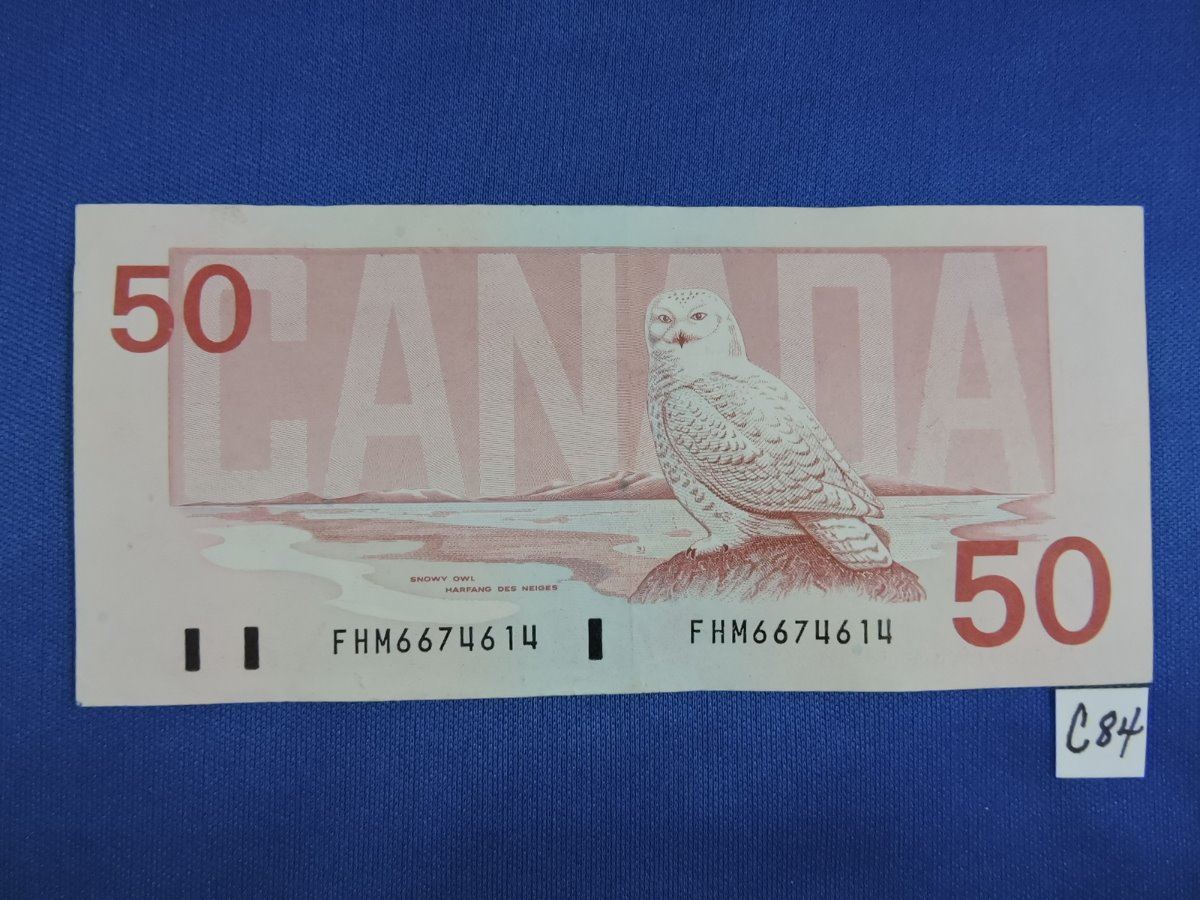 CANADA
50
SNOWY OWL
HARFANG DES NEIGES
FHM6674614 FHM6674614
50
C84